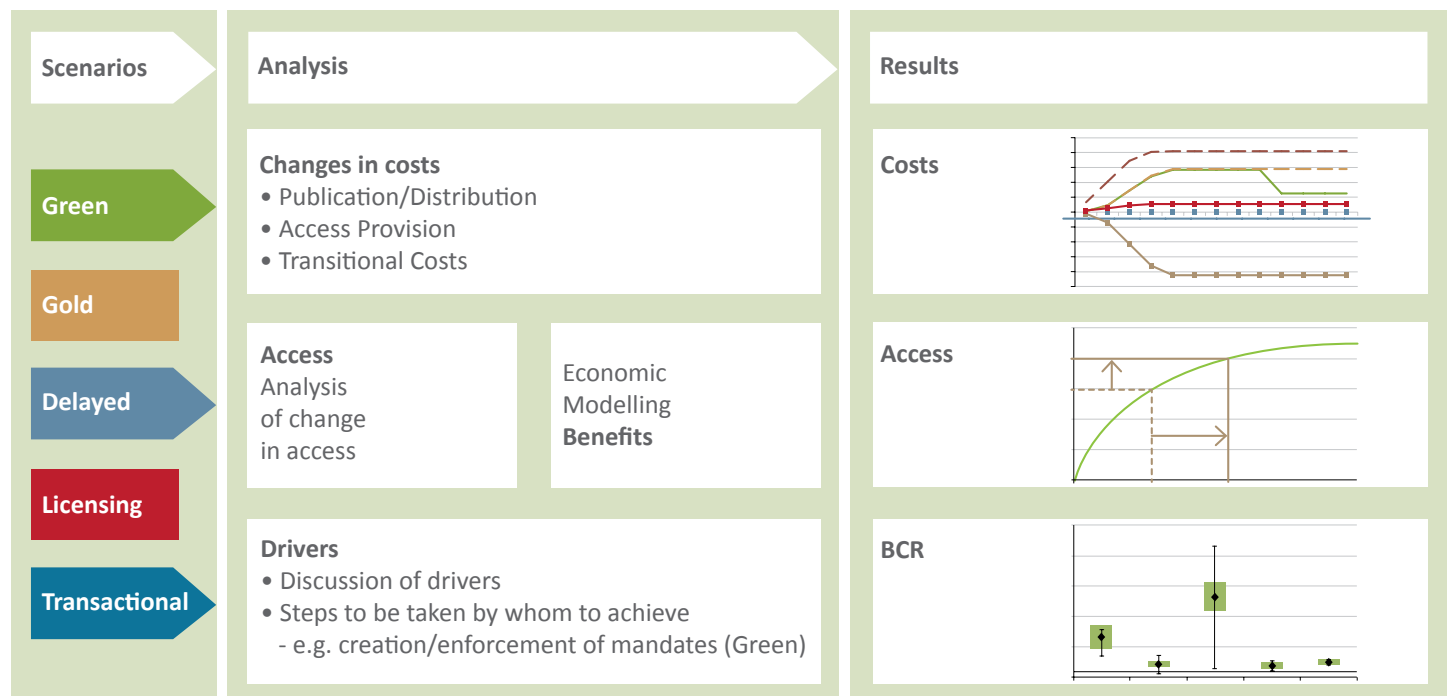 Scenarios
Green
Gold
Delayed
Licensing
Transactional
Analysis
Changes in costs
• Publication/Distribution
• Access Provision
• Transitional Costs
Access
Analysis
of change
in access
Economic
Modelling
Benefits
Drivers
• Discussion of drivers
• Steps to be taken by whom to achieve
- e.g. creation/enforcement of mandates (Green)
Results
Costs
Access
BCR